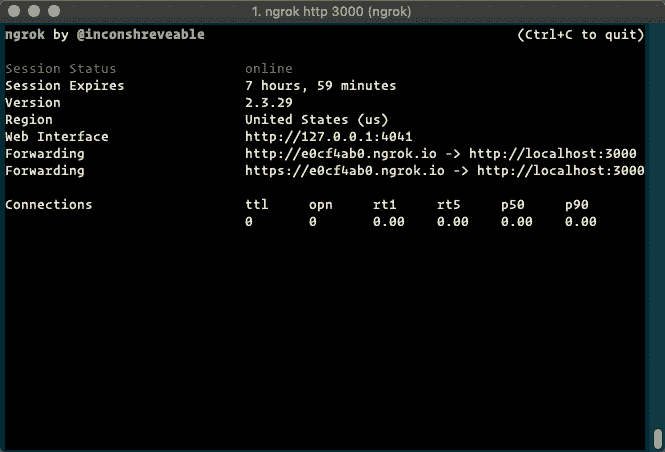 1. ngrok http 3000 (ngrok)
ngrok by @inconshreveable (Ctrl+C to quit)
Session Status online
Session Expires 7 hours, 59 minutes
Version 2.3.29
Region United States (us)
Web Interface http://127.0.0.1:4041
Forwarding http://e0cf4ab0.ngrok.io -> http://localhost:3000
Forwarding https://e0cf4ab0.ngrok.io -> http://localhost:3000
Connections ttl opn rt1 rt5 p50 p90
0 0 0.00 0.00 0.00 0.00